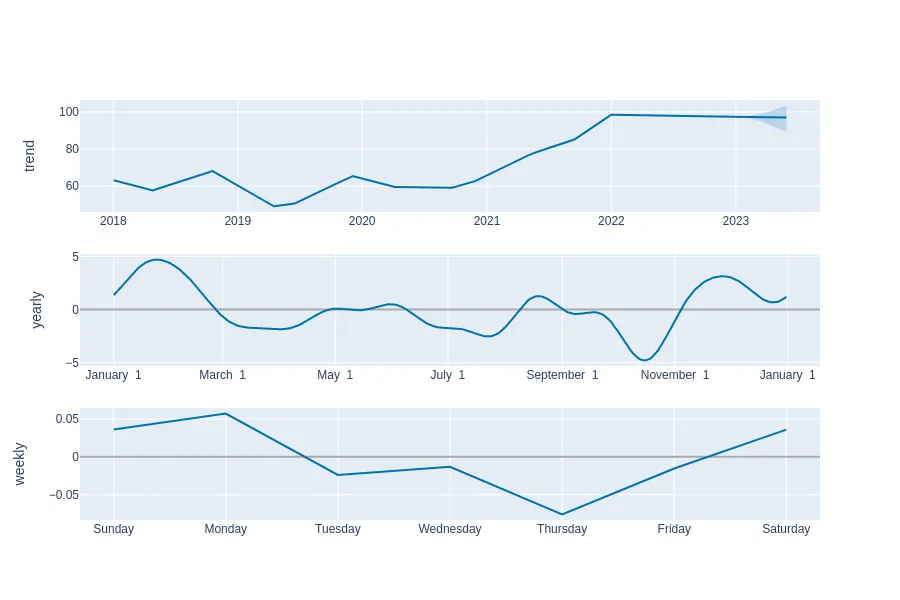 trend
100
80
60
2018 2019 2020 2021 2022 2023
yearly
5
0
−5
January 1 March 1 May 1 July 1 September 1 November 1 January 1
weekly
0.05
0
−0.05
Sunday Monday Tuesday Wednesday Thursday Friday Saturday